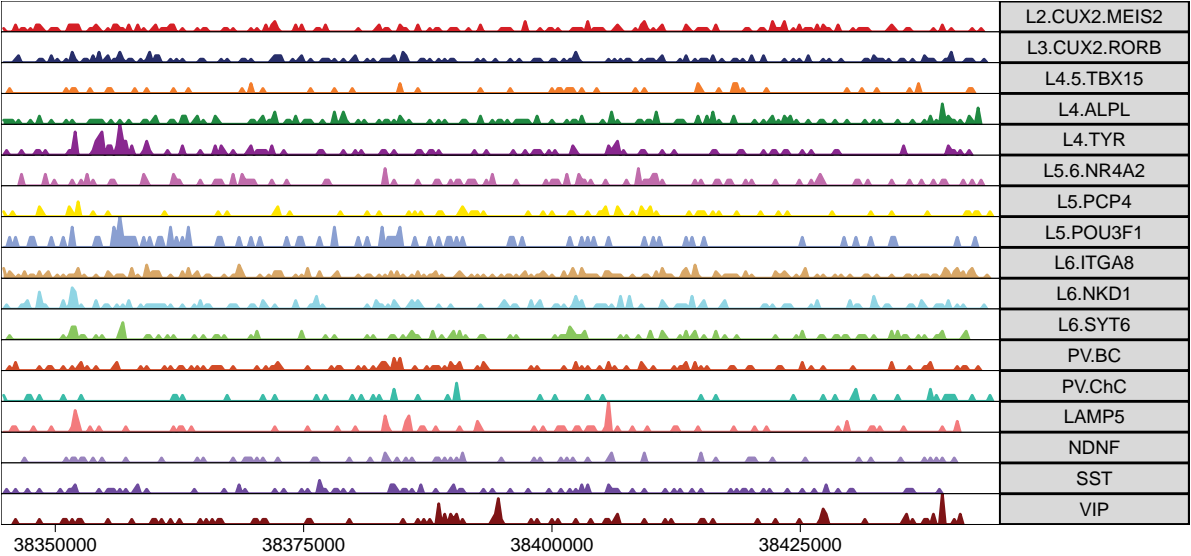 L2.CUX2.MEIS2
L3.CUX2.RORB
L4.5.TBX15
L4.ALPL
L4.TYR
L5.6.NR4A2
L5.PCP4
L5.POU3F1
L6.ITGA8
L6.NKD1
L6.SYT6
PV.BC
PV.ChC
LAMP5
NDNF
SST
VIP
38350000 38375000 38400000 38425000